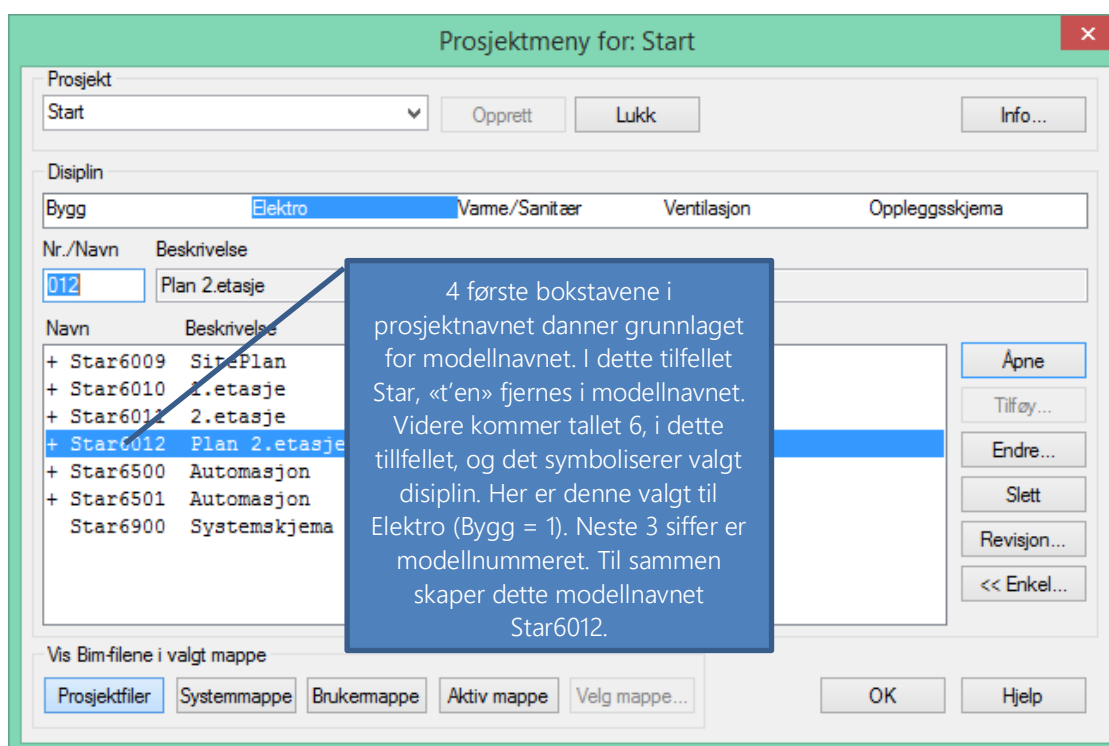 Prosjektmeny for: Start
Prosjekt
Start Opprett Lukk Info...
Disiplin
Bygg Elektro Varme/Sanitær Ventilasjon Oppleggsskjema
Nr./Navn Beskrivelse
012 Plan 2.etasje
Navn Beskrivelse
+ Star6009 SitePlan
+ Star6010 1.etasje
+ Star6011 2.etasje
+ Star6012 Plan 2.etasje
+ Star6500 Automasjon
+ Star6501 Automasjon
Star6900 Systemskjema
4 første bokstavene i
prosjektnavnet danner grunnlaget
for modellnavnet. I dette tilfellet
Star, «t'en» fjernes i modellnavnet.
Videre kommer tallet 6, i dette
tillfellet, og det symboliserer valgt
disiplin. Her er denne valgt til
Elektro (Bygg = 1). Neste 3 siffer er
modellnummeret. Til sammen
skaper dette modellnavnet
Star6012.
Åpne
Tilføy...
Endre...
Slett
Revisjon...
<< Enkel...
Vis Bim-filene i valgt mappe
Prosjektfiler Systemmappe Brukermappe Aktiv mappe Velg mappe... OK Hjelp